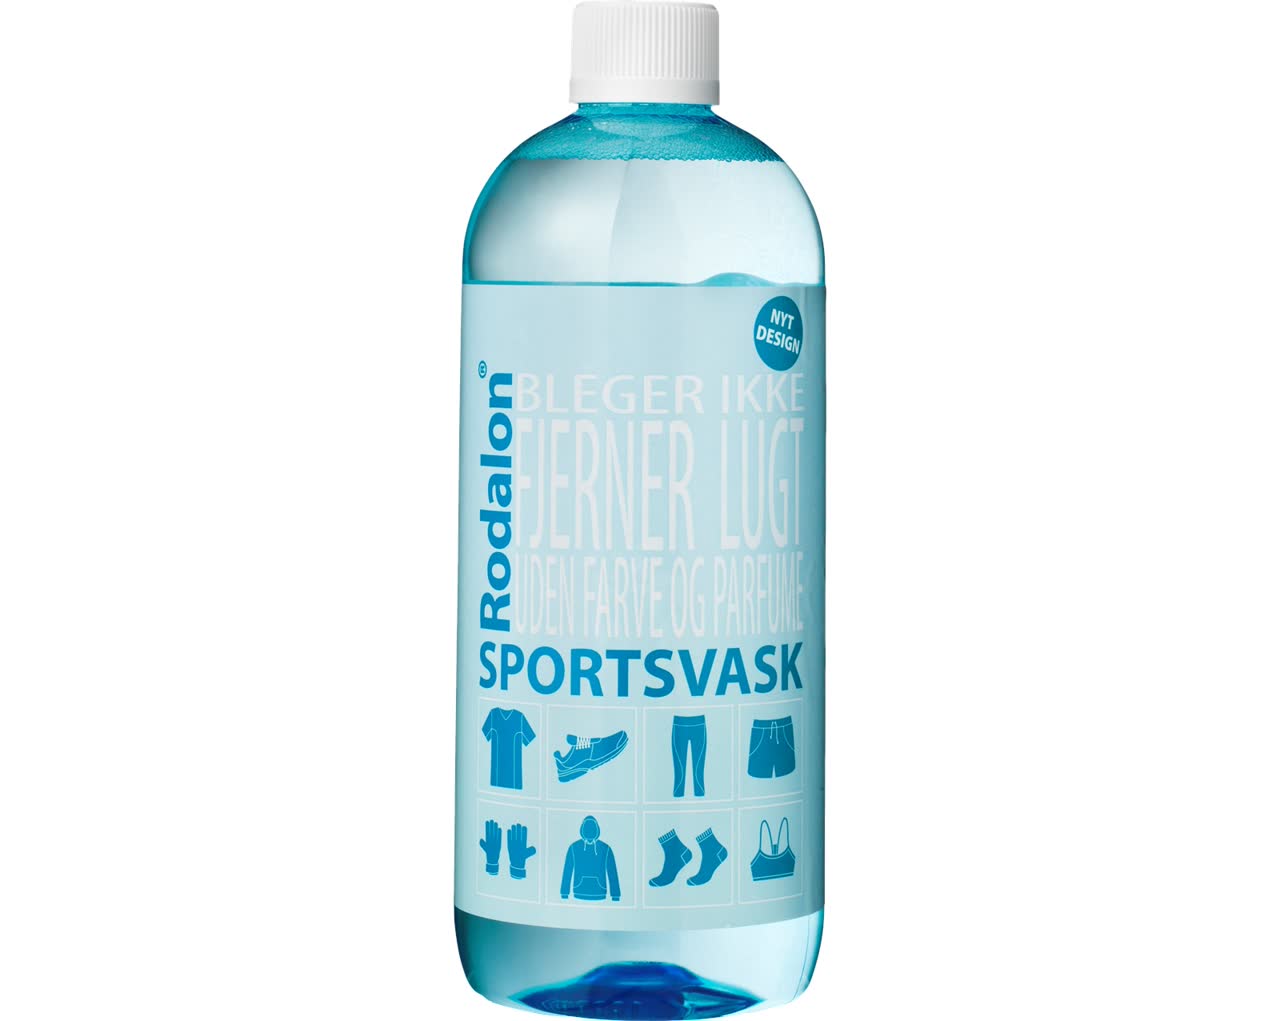 NYT
DESIGN
Rodalon®
BLEGER IKKE
FJERNER LUGT
UDEN FARVE OG PARFUME
SPORTSVASK